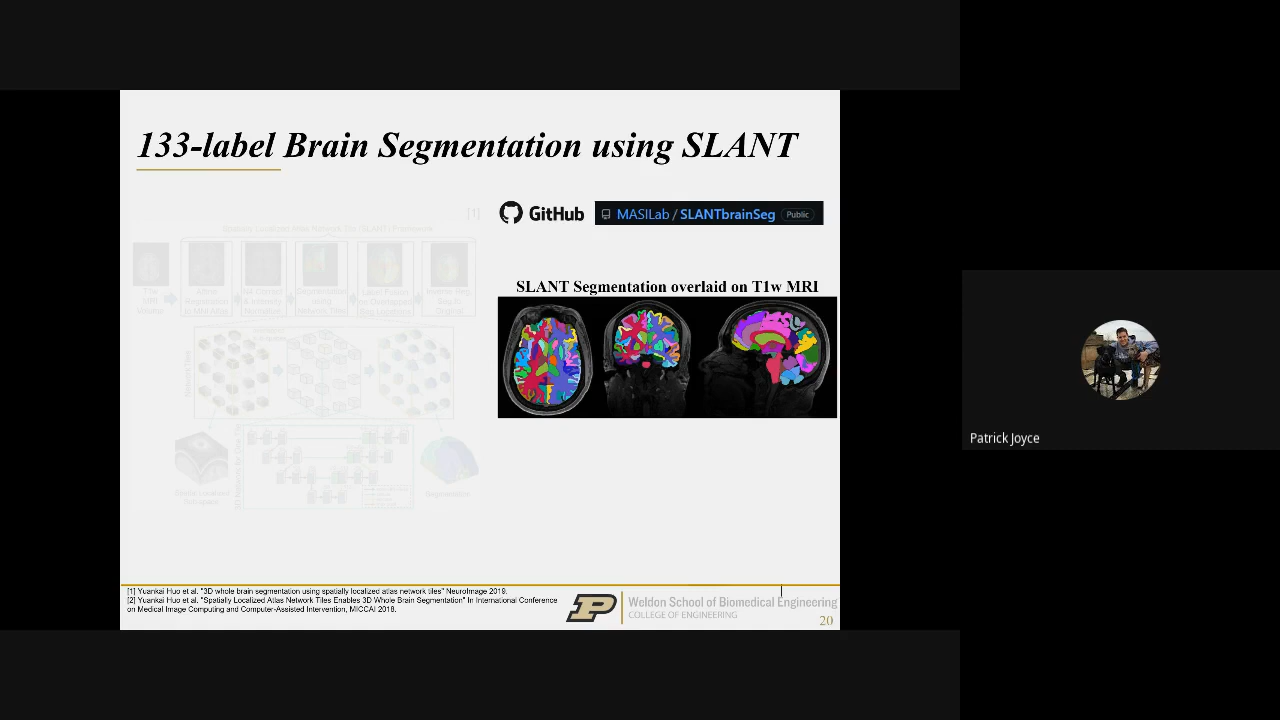 133-label Brain Segmentation using SLANT
[1]
GitHub
MASILab / SLANTbrainSeg Public
SLANT Segmentation overlaid on T1w MRI
[1] Yuankai Huo et al. "3D whole brain segmentation using spatially localized atlas network tiles" NeuroImage 2019.
[2] Yuankai Huo et al. "Spatially Localized Atlas Network Tiles Enables 3D Whole Brain Segmentation" In International Conference
on Medical Image Computing and Computer-Assisted Intervention, MICCAI 2018.
P
Weldon School of Biomedical Engineering
COLLEGE OF ENGINEERING
20
Patrick Joyce